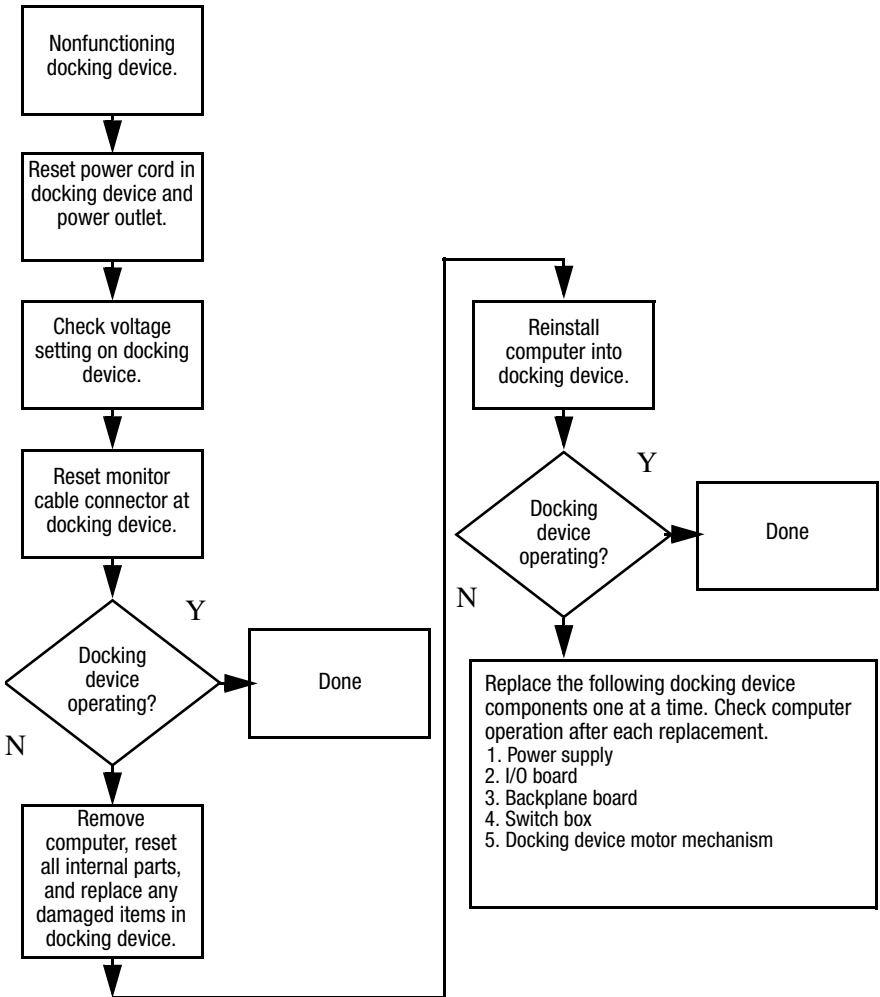 Nonfunctioning
docking device.
Reset power cord in
docking device and
power outlet.
Check voltage
setting on docking
device.
Reset monitor
cable connector at
docking device.
Docking
device
operating?
Y
N
Done
Remove
computer, reset
all internal parts,
and replace any
damaged items in
docking device.
Reinstall
computer into
docking device.
Docking
device
operating?
Y
N
Done
Replace the following docking device
components one at a time. Check computer
operation after each replacement.
1. Power supply
2. I/O board
3. Backplane board
4. Switch box
5. Docking device motor mechanism